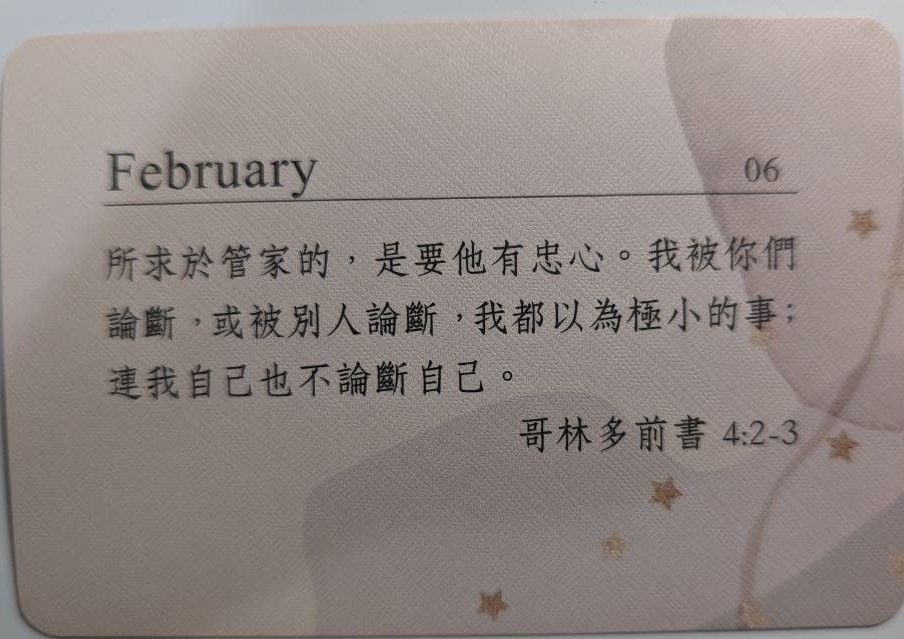 February
06
所求於管家的，是要他有忠心。我被你們
論斷，或被別人論斷，我都以為極小的事；
連我自己也不論斷自己。
哥林多前書 4:2-3